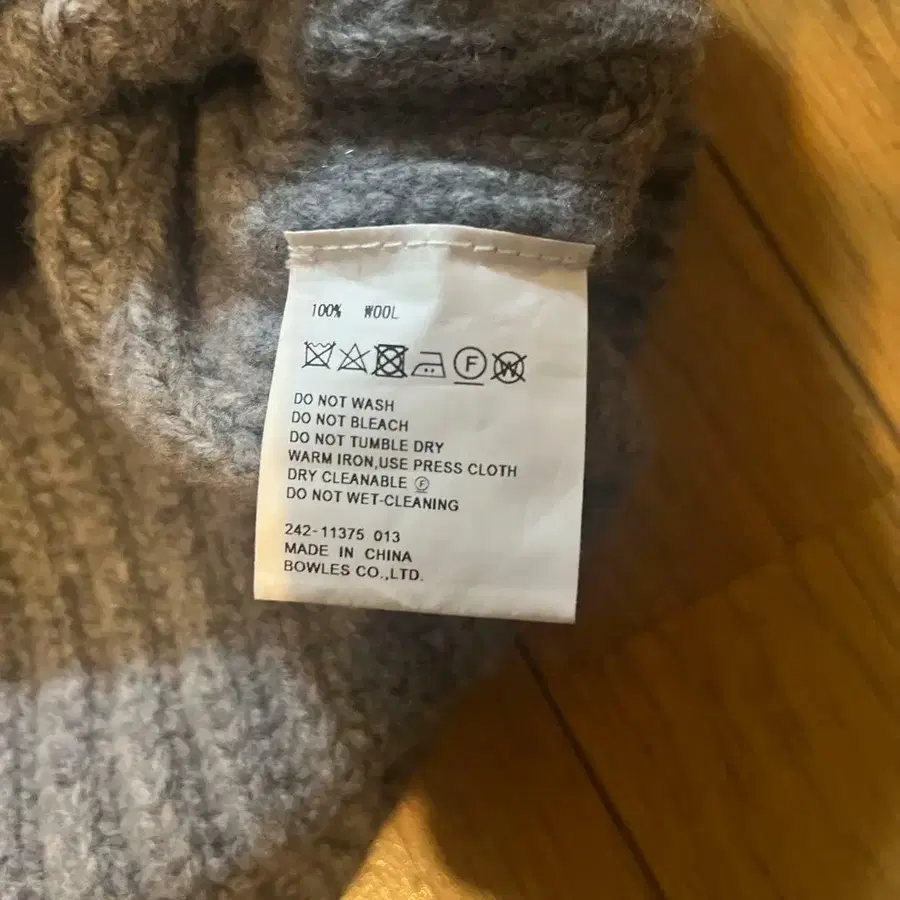 100% WOOL
F W
DO NOT WASH
DO NOT BLEACH
DO NOT TUMBLE DRY
WARM IRON,USE PRESS CLOTH
DRY CLEANABLE Ⓕ
DO NOT WET-CLEANING
242-11375 013
MADE IN CHINA
BOWLES CO.,LTD.